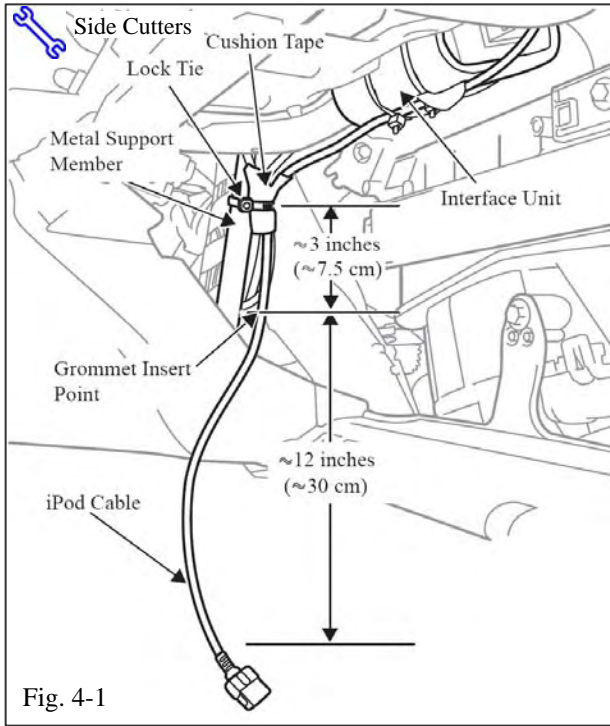 Side Cutters
Cushion Tape
Lock Tie
Metal Support
Member
Interface Unit
≈3 inches
(≈7.5 cm)
Grommet Insert
Point
≈12 inches
(≈30 cm)
iPod Cable
Fig. 4-1